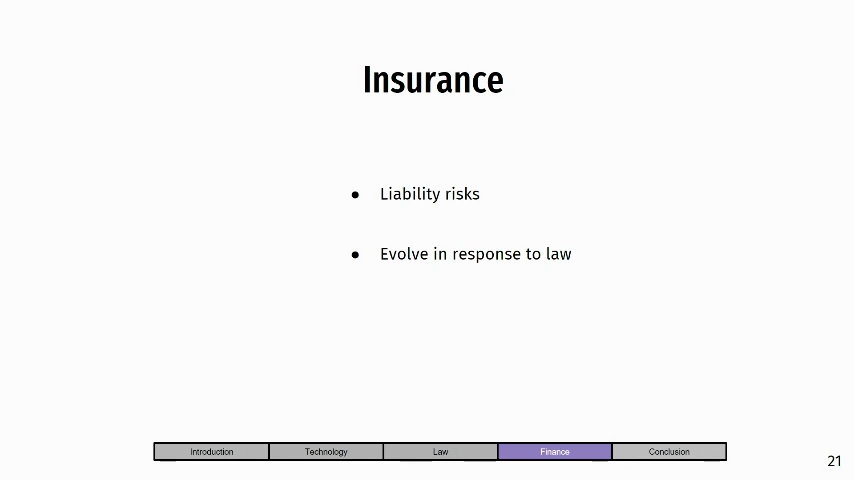 Insurance
● Liability risks
● Evolve in response to law
Introduction
Technology
Law
Finance
Conclusion
21